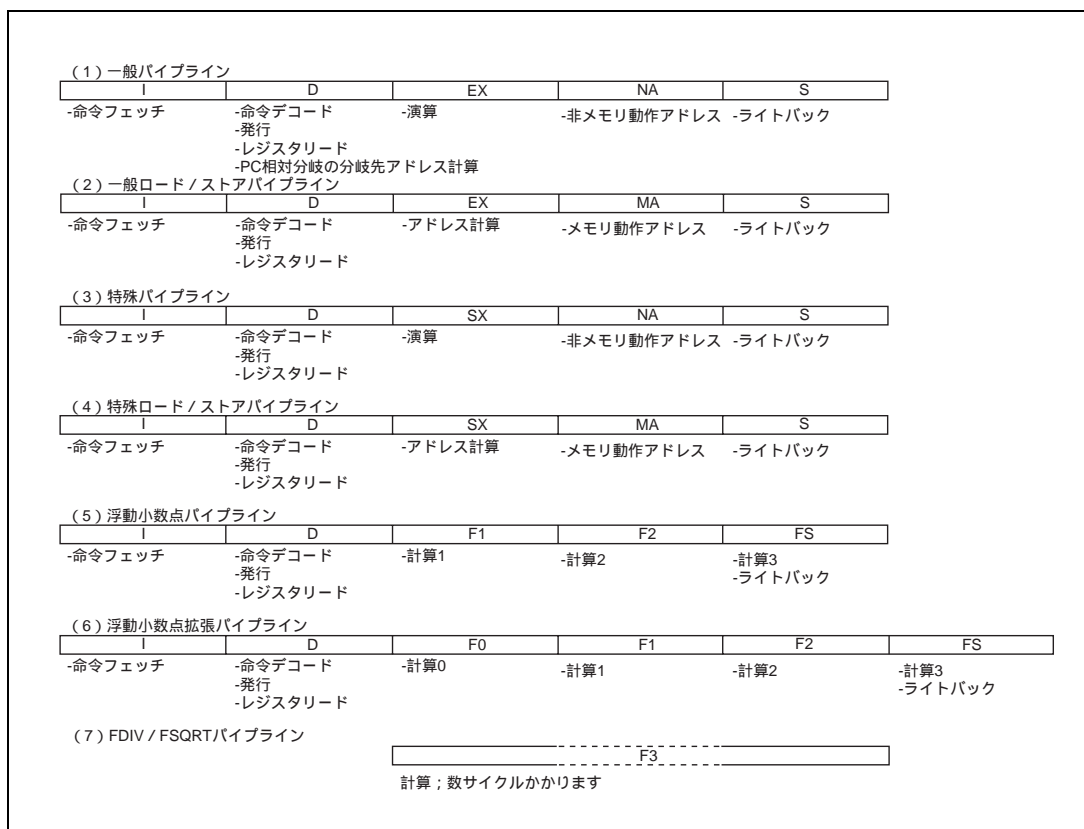 (1)一般パイプライン
I D EX NA S
-命令フェッチ -命令デコード -演算 -非メモリ動作アドレス -ライトバック
-発行
-レジスタリード
-PC相対分岐の分岐先アドレス計算
(2)一般ロード/ストアパイプライン
I D EX MA S
-命令フェッチ -命令デコード -アドレス計算 -メモリ動作アドレス -ライトバック
-発行
-レジスタリード
(3)特殊パイプライン
I D SX NA S
-命令フェッチ -命令デコード -演算 -非メモリ動作アドレス -ライトバック
-発行
-レジスタリード
(4)特殊ロード/ストアパイプライン
I D SX MA S
-命令フェッチ -命令デコード -アドレス計算 -メモリ動作アドレス -ライトバック
-発行
-レジスタリード
(5)浮動小数点パイプライン
I D F1 F2 FS
-命令フェッチ -命令デコード -計算1 -計算2 -計算3
-発行 -ライトバック
-レジスタリード
(6)浮動小数点拡張パイプライン
I D F0 F1 F2 FS
-命令フェッチ -命令デコード -計算0 -計算1 -計算2 -計算3
-発行 -ライトバック
-レジスタリード
(7)FDIV/FSQRTパイプライン
F3
計算;数サイクルかかります